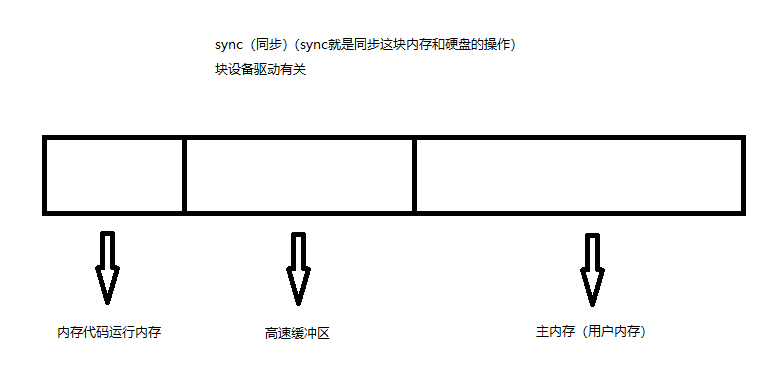 sync（同步）(sync就是同步这块内存和硬盘的操作）
块设备驱动有关
内存代码运行内存
高速缓冲区
主内存（用户内存）